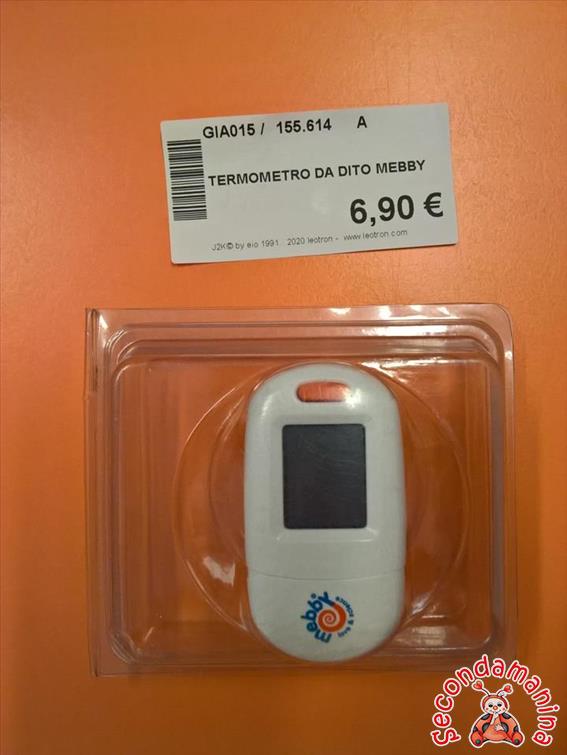 GIA015 / 155.614 A
TERMOMETRO DA DITO MEBBY
6,90 €
J2K© by eio 1991.. 2020 leotron - www.leotron.com
mebby®
Secondamanina